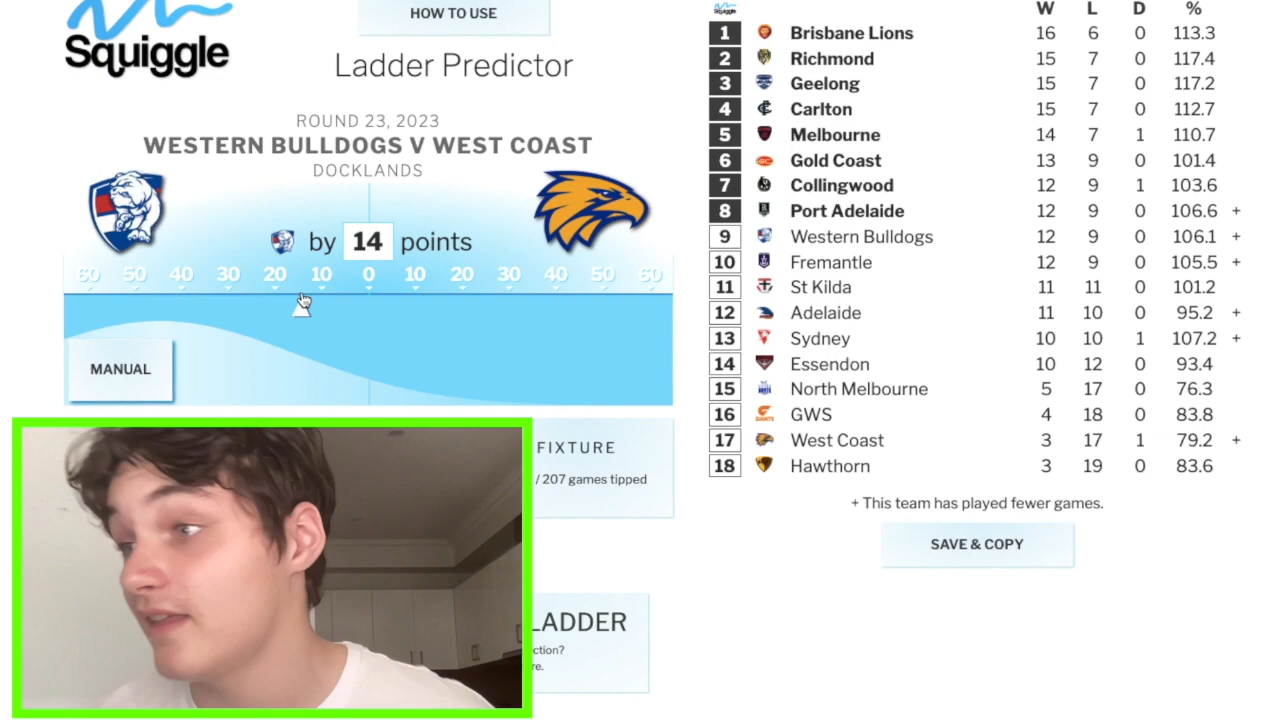 HOW TO USE
Squiggle
Ladder Predictor
ROUND 23, 2023
WESTERN BULLDOGS V WEST COAST
DOCKLANDS
by 14 points
60 50 40 30 20 10 0 10 20 30 40 50 60
MANUAL
FIXTURE
/ 207 games tipped
LADDER
ction?
re.
W L D %
1 Brisbane Lions 16 6 0 113.3
2 Richmond 15 7 0 117.4
3 Geelong 15 7 0 117.2
4 Carlton 15 7 0 112.7
5 Melbourne 14 7 1 110.7
6 Gold Coast 13 9 0 101.4
7 Collingwood 12 9 1 103.6
8 Port Adelaide 12 9 0 106.6 +
9 Western Bulldogs 12 9 0 106.1 +
10 Fremantle 12 9 0 105.5 +
11 St Kilda 11 11 0 101.2
12 Adelaide 11 10 0 95.2 +
13 Sydney 10 10 1 107.2 +
14 Essendon 10 12 0 93.4
15 North Melbourne 5 17 0 76.3
16 GWS 4 18 0 83.8
17 West Coast 3 17 1 79.2 +
18 Hawthorn 3 19 0 83.6
+ This team has played fewer games.
SAVE & COPY